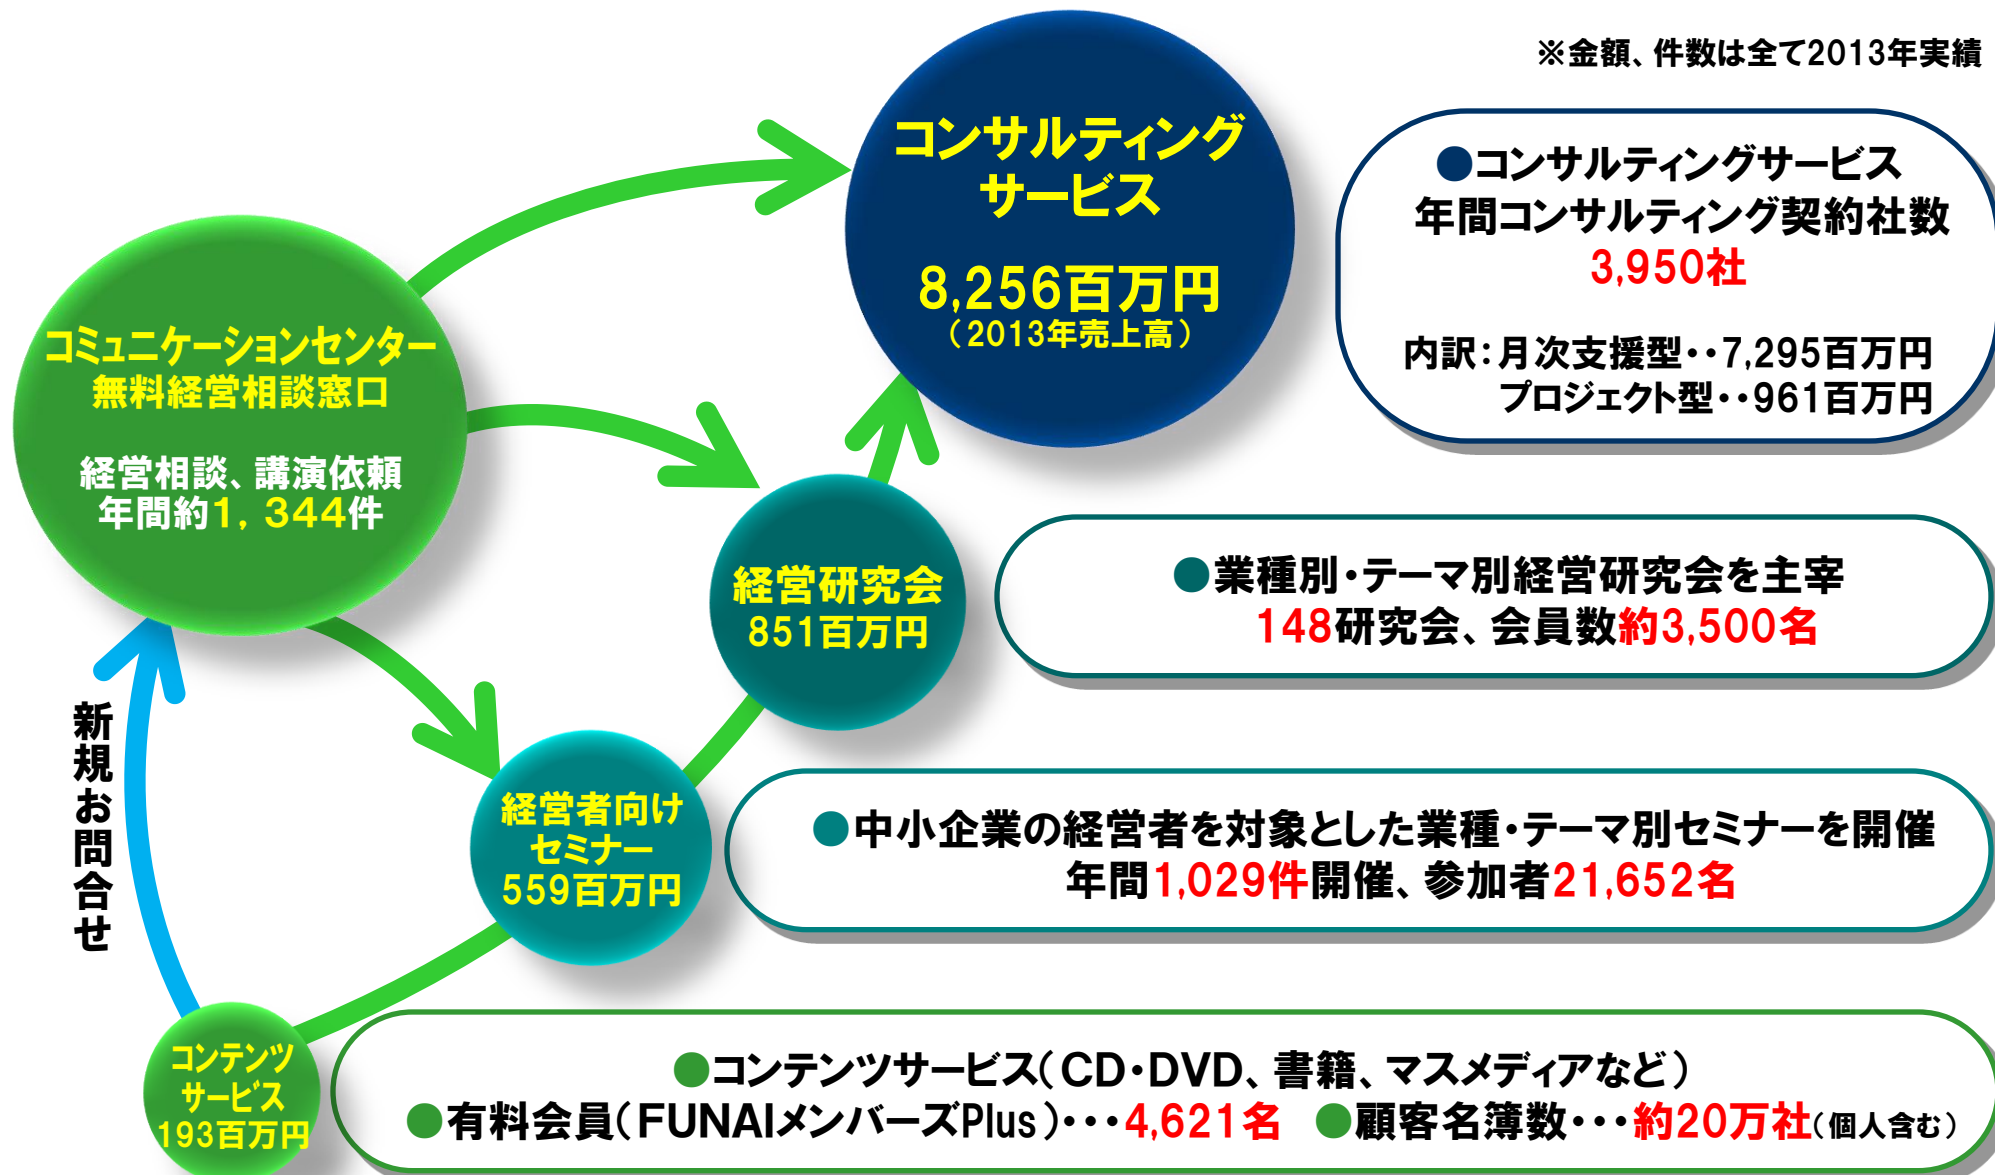 ※金額、件数は全て2013年実績
コンサルティング
サービス
8,256百万円
(2013年売上高)
●コンサルティングサービス
年間コンサルティング契約社数
3,950社
内訳:月次支援型・・7,295百万円
プロジェクト型・・961百万円
コミュニケーションセンター
無料経営相談窓口
経営相談、講演依頼
年間約1,344件
経営研究会
851百万円
●業種別・テーマ別経営研究会を主宰
148研究会、会員数約3,500名
新規お問合せ
経営者向け
セミナー
559百万円
●中小企業の経営者を対象とした業種・テーマ別セミナーを開催
年間1,029件開催、参加者21,652名
コンテンツ
サービス
193百万円
●コンテンツサービス(CD・DVD、書籍、マスメディアなど)
●有料会員(FUNAIメンバーズPlus)・・・4,621名 ●顧客名簿数・・・約20万社(個人含む)